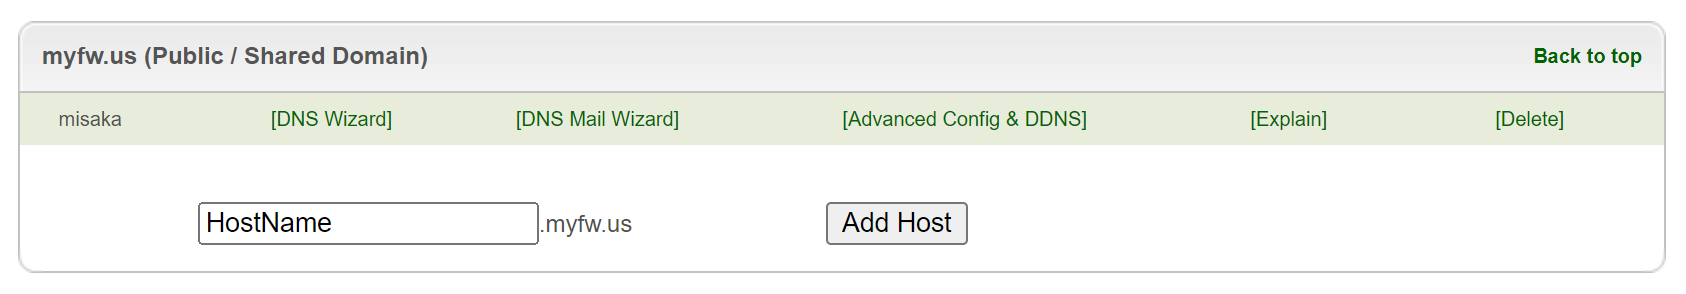 myfw.us (Public / Shared Domain) Back to top
misaka [DNS Wizard] [DNS Mail Wizard] [Advanced Config & DDNS] [Explain] [Delete]
HostName .myfw.us Add Host